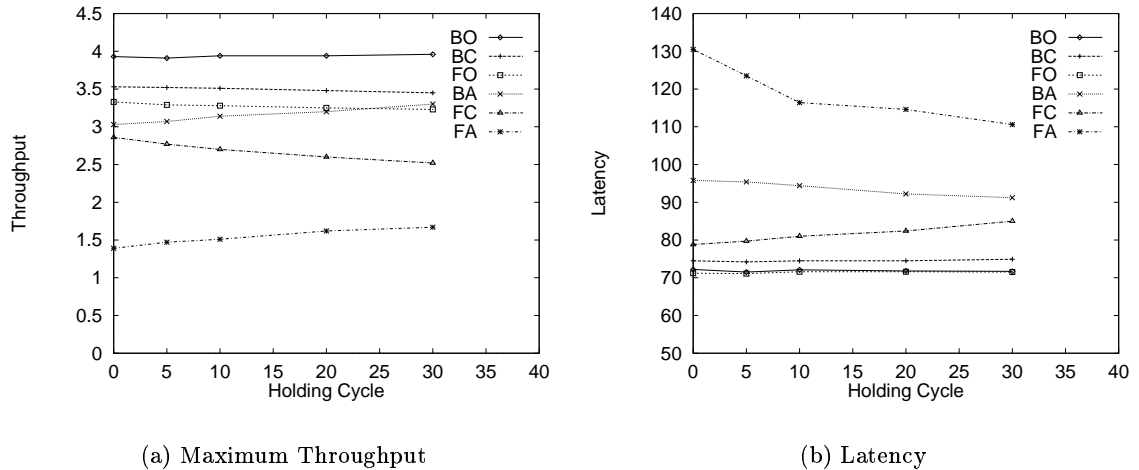 4.5
4
3.5
3
2.5
2
1.5
1
0.5
0
Throughput
BO
BC
FO
BA
FC
FA
0 5 10 15 20 25 30 35 40
Holding Cycle
(a) Maximum Throughput
140
130
120
110
100
90
80
70
60
50
Latency
BO
BC
FO
BA
FC
FA
0 5 10 15 20 25 30 35 40
Holding Cycle
(b) Latency